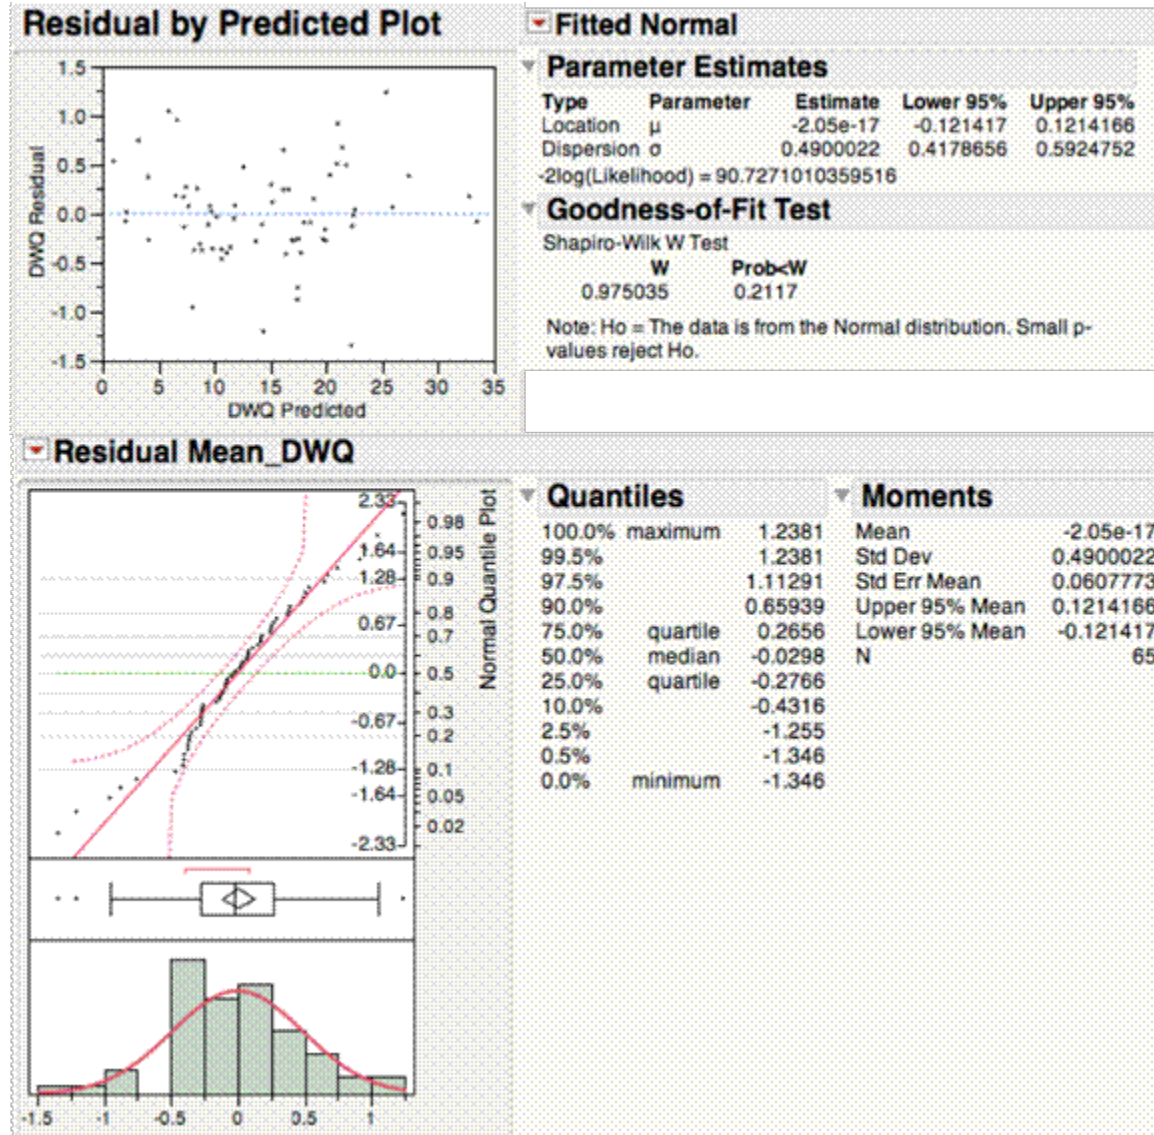 Residual by Predicted Plot
1.5
1.0
0.5
0.0
-0.5
-1.0
-1.5
DWQ Residual
0 5 10 15 20 25 30 35
DWQ Predicted
Fitted Normal
Parameter Estimates
Type Parameter Estimate Lower 95% Upper 95%
Location μ -2.05e-17 -0.121417 0.1214166
Dispersion σ 0.4900022 0.4178656 0.5924752
-2log(Likelihood) = 90.7271010359516
Goodness-of-Fit Test
Shapiro-Wilk W Test
W Prob<W
0.975035 0.2117
Note: Ho = The data is from the Normal distribution. Small p-
values reject Ho.
Residual Mean_DWQ
2.33
1.64
1.28
0.67
0.0
-0.67
-1.28
-1.64
-2.33
0.98
0.95
0.9
0.8
0.7
0.5
0.3
0.2
0.1
0.05
0.02
Normal Quantile Plot
-1.5 -1 -0.5 0 0.5 1
Quantiles
100.0% maximum 1.2381
99.5% 1.2381
97.5% 1.11291
90.0% 0.65939
75.0% quartile 0.2656
50.0% median -0.0298
25.0% quartile -0.2766
10.0% -0.4316
2.5% -1.255
0.5% -1.346
0.0% minimum -1.346
Moments
Mean -2.05e-17
Std Dev 0.4900022
Std Err Mean 0.0607773
Upper 95% Mean 0.1214166
Lower 95% Mean -0.121417
N 65